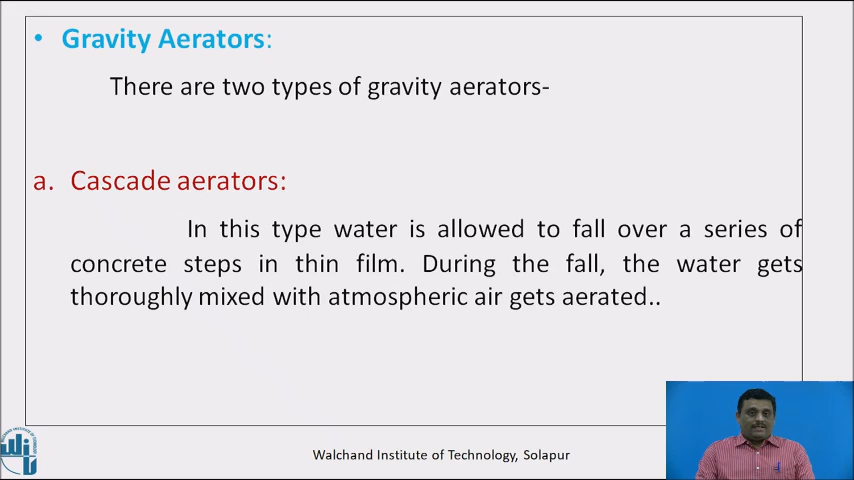 • Gravity Aerators:
There are two types of gravity aerators-
a. Cascade aerators:
In this type water is allowed to fall over a series of
concrete steps in thin film. During the fall, the water gets
thoroughly mixed with atmospheric air gets aerated..
Walchand Institute of Technology, Solapur